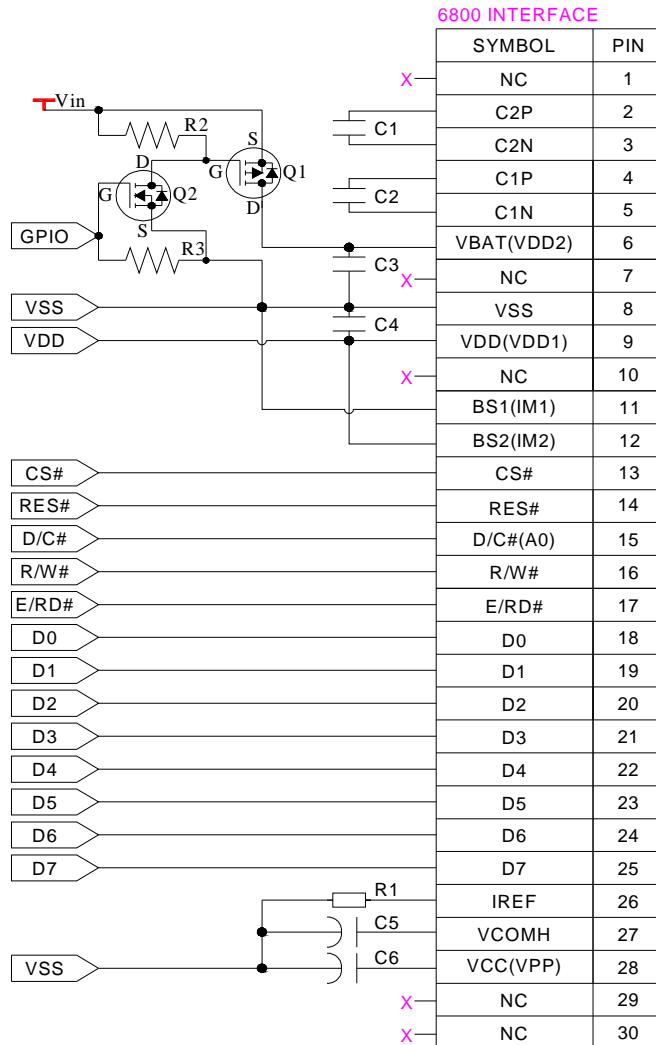 6800 INTERFACE
SYMBOL PIN
X NC 1
Vin
C2P 2
R2 S C1
C2N 3
D G Q1
G Q2 D C2
C1P 4
C1N 5
GPIO S R3
VBAT(VDD2) 6
C3
X NC 7
VSS VSS 8
C4
VDD VDD(VDD1) 9
X NC 10
BS1(IM1) 11
BS2(IM2) 12
CS# CS# 13
RES# RES# 14
D/C# D/C#(A0) 15
R/W# R/W# 16
E/RD# E/RD# 17
D0 D0 18
D1 D1 19
D2 D2 20
D3 D3 21
D4 D4 22
D5 D5 23
D6 D6 24
D7 D7 25
R1 IREF 26
C5 VCOMH 27
VSS C6 VCC(VPP) 28
X NC 29
X NC 30